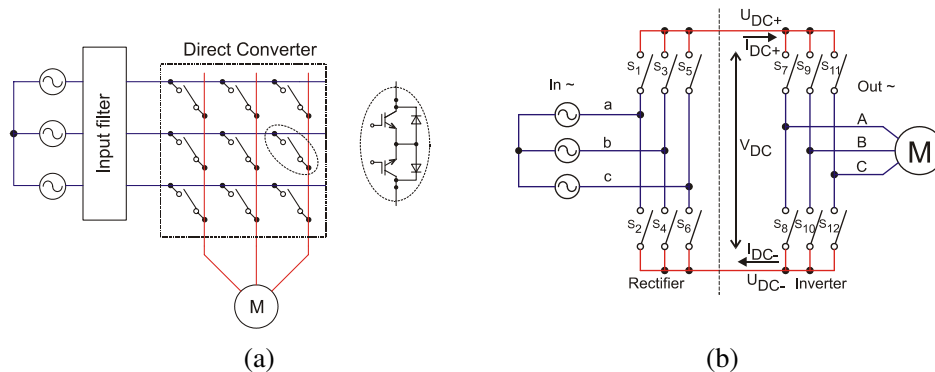 Direct Converter
Input filter
M
(a)
U_DC+
I_DC+
S1 S3 S5
S7 S9 S11
In ~
Out ~
a
b
c
V_DC
A
B
C
M
S2 S4 S6
S8 S10 S12
I_DC-
Rectifier
U_DC-
Inverter
(b)